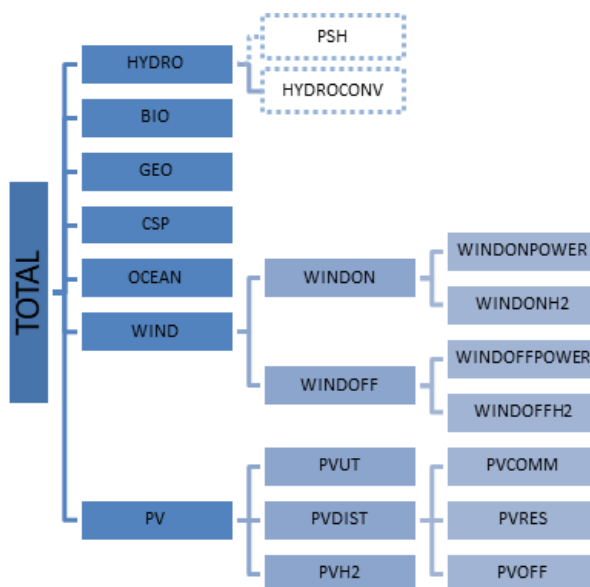 TOTAL
HYDRO
PSH
HYDROCONV
BIO
GEO
CSP
OCEAN
WIND
WINDON
WINDONPOWER
WINDONH2
WINDOFF
WINDOFFPOWER
WINDOFFH2
PV
PVUT
PVDIST
PVCOMM
PVRES
PVOFF
PVH2